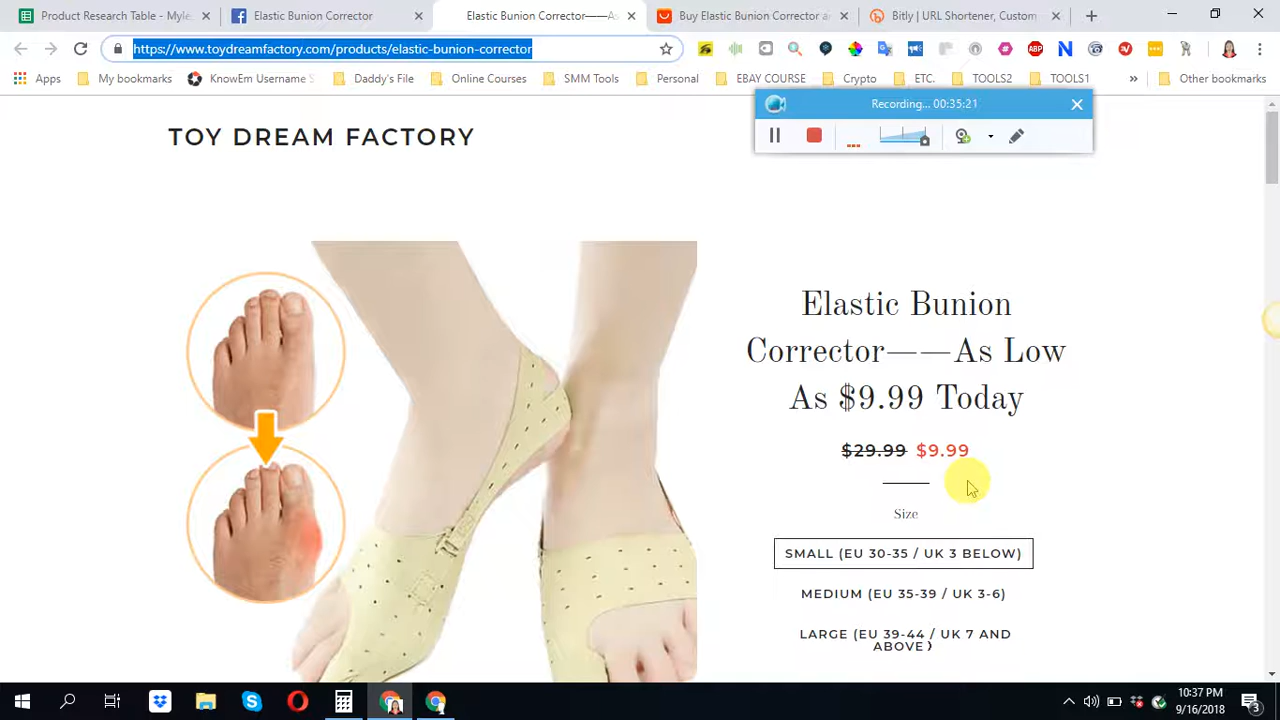 Product Research Table - Mylé
Elastic Bunion Corrector
Elastic Bunion Corrector——As
Buy Elastic Bunion Corrector a
Bitly | URL Shortener, Custom
https://www.toydreamfactory.com/products/elastic-bunion-corrector
Apps
My bookmarks
KnowEm Username S
Daddy's File
Online Courses
SMM Tools
Personal
EBAY COURSE
Crypto
ETC.
TOOLS2
TOOLS1
»
Other bookmarks
Recording... 00:35:21
TOY DREAM FACTORY
Elastic Bunion
Corrector——As Low
As $9.99 Today
$29.99 $9.99
Size
SMALL (EU 30-35 / UK 3 BELOW)
MEDIUM (EU 35-39 / UK 3-6)
LARGE (EU 39-44 / UK 7 AND
ABOVE)
10:37 PM
9/16/2018
3